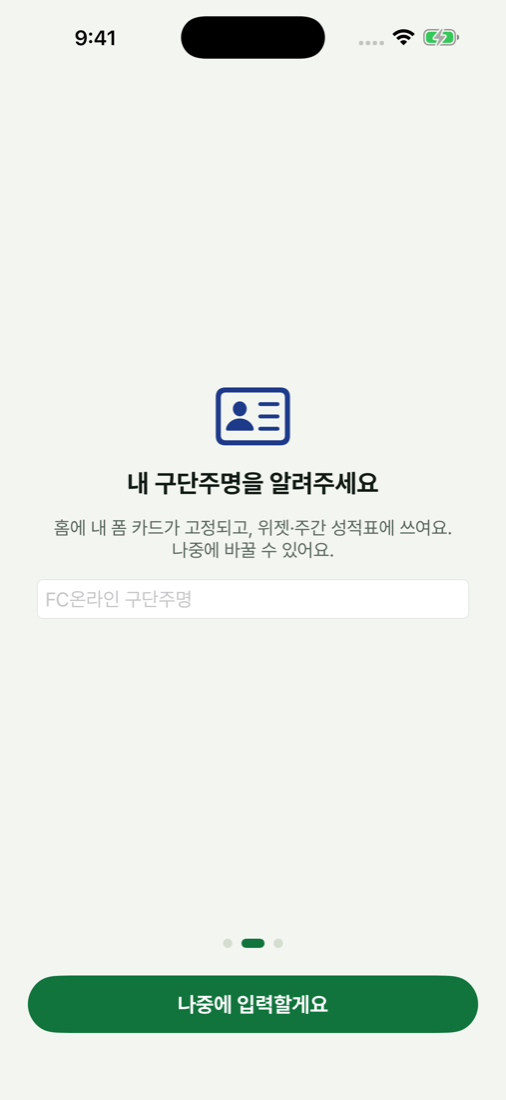 9:41
내 구단주명을 알려주세요
홈에 내 폼 카드가 고정되고, 위젯·주간 성적표에 쓰여요.
나중에 바꿀 수 있어요.
FC온라인 구단주명
나중에 입력할게요